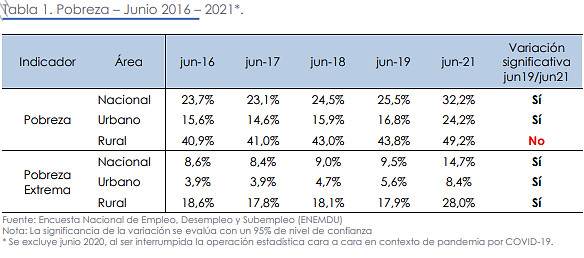 Tabla 1. Pobreza – Junio 2016 – 2021*.
Indicador Área jun-16 jun-17 jun-18 jun-19 jun-21 Variación significativa jun19/jun21
Pobreza
Nacional 23,7% 23,1% 24,5% 25,5% 32,2% Sí
Urbano 15,6% 14,6% 15,9% 16,8% 24,2% Sí
Rural 40,9% 41,0% 43,0% 43,8% 49,2% No
Pobreza Extrema
Nacional 8,6% 8,4% 9,0% 9,5% 14,7% Sí
Urbano 3,9% 3,9% 4,7% 5,6% 8,4% Sí
Rural 18,6% 17,8% 18,1% 17,9% 28,0% Sí
Fuente: Encuesta Nacional de Empleo, Desempleo y Subempleo (ENEMDU)
Nota: La significancia de la variación se evalúa con un 95% de nivel de confianza
* Se excluye junio 2020, al ser interrumpida la operación estadística cara a cara en contexto de pandemia por COVID-19.